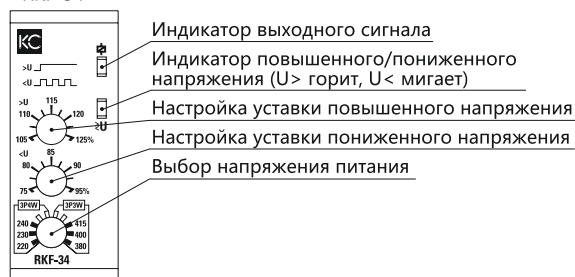 КС
>U
<U
Индикатор выходного сигнала
Индикатор повышенного/пониженного
напряжения (U> горит, U< мигает)
Настройка уставки повышенного напряжения
Настройка уставки пониженного напряжения
Выбор напряжения питания
>U 115
110 120
105 125%
≥U
<U 85
80 90
75 95%
3P4W 3P3W
240 415
230 400
220 380
RKF-34